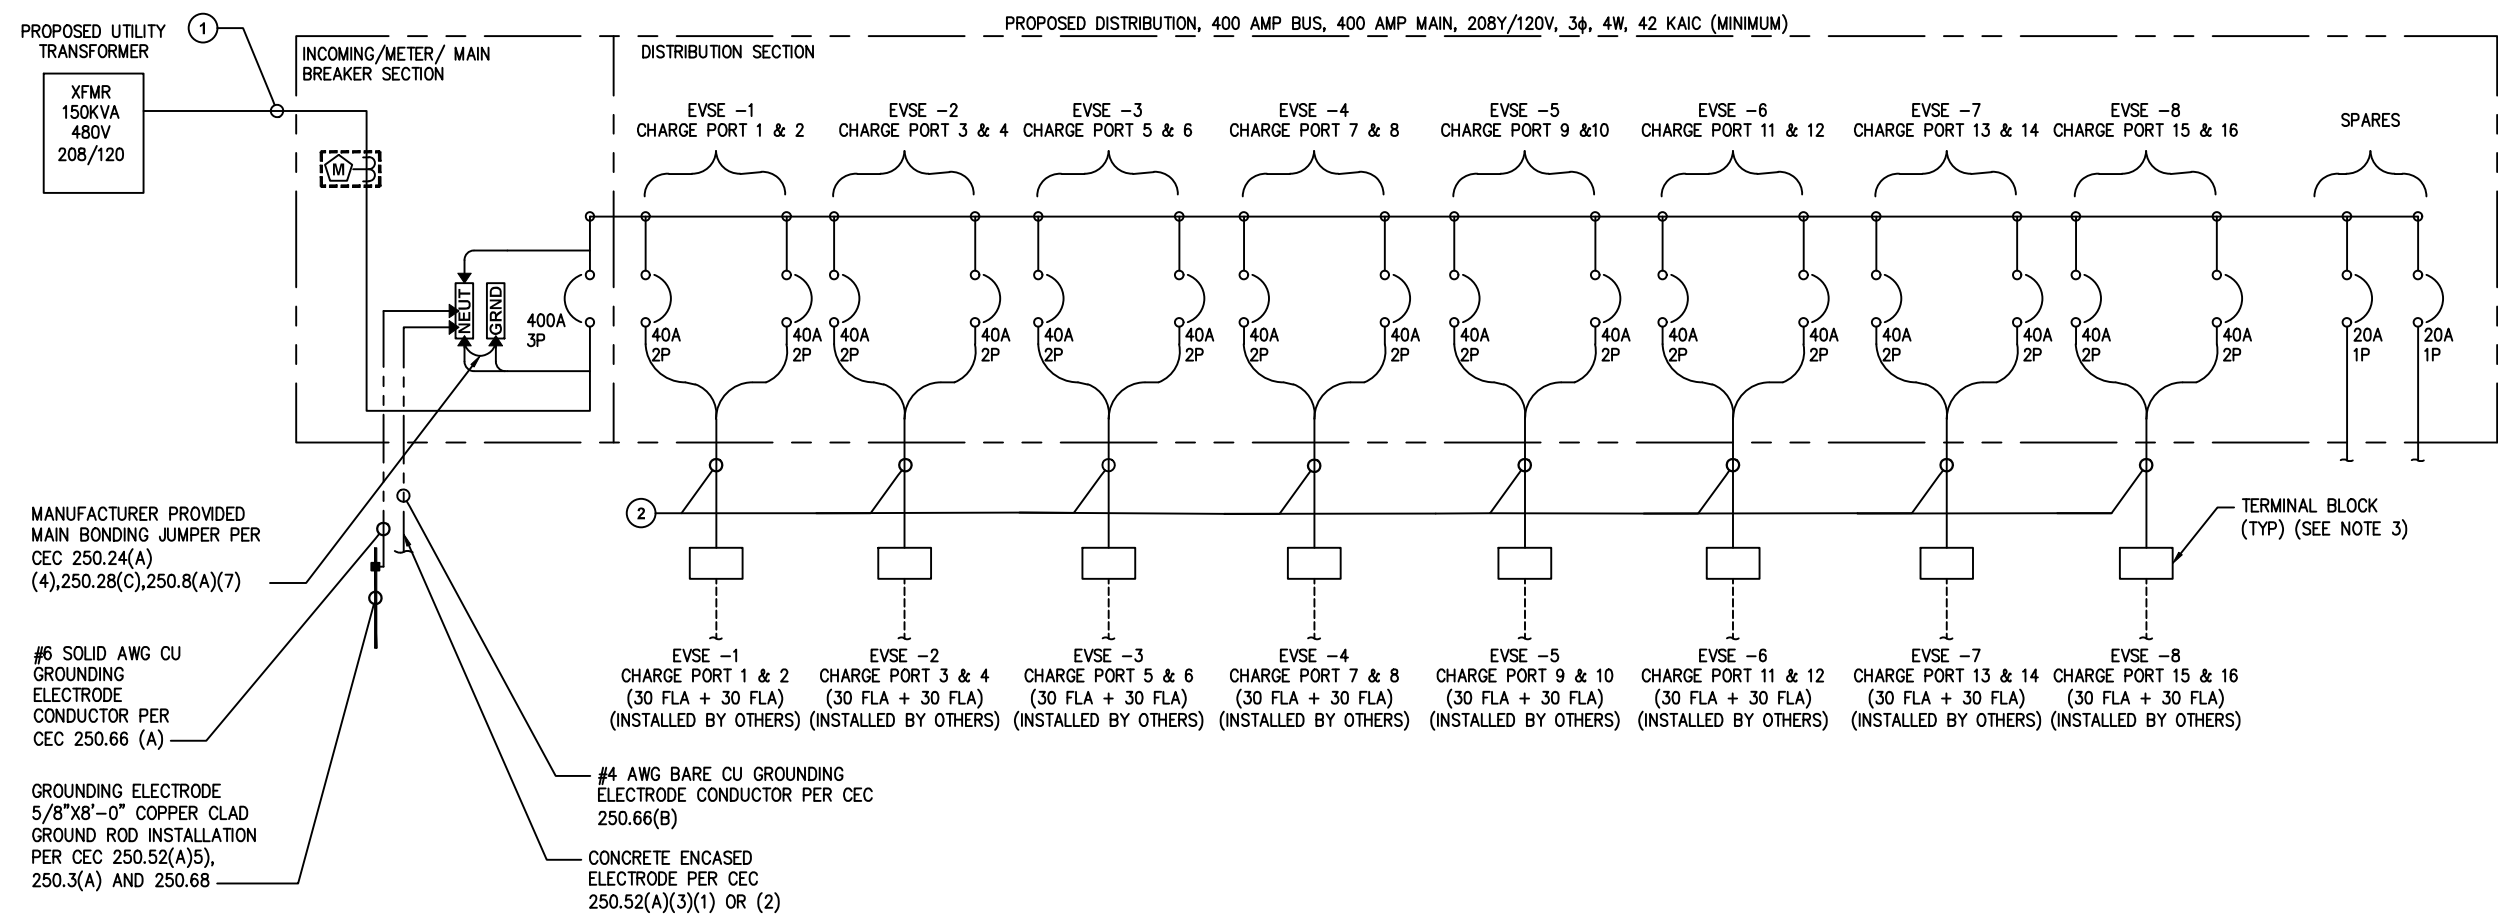 PROPOSED DISTRIBUTION, 400 AMP BUS, 400 AMP MAIN, 208Y/120V, 3ϕ, 4W, 42 KAIC (MINIMUM)
PROPOSED UTILITY
TRANSFORMER
1
XFMR
150KVA
480V
208/120
INCOMING/METER/ MAIN
BREAKER SECTION
DISTRIBUTION SECTION
M
NEUT
GRND
400A
3P
EVSE -1
CHARGE PORT 1 & 2
EVSE -2
CHARGE PORT 3 & 4
EVSE -3
CHARGE PORT 5 & 6
EVSE -4
CHARGE PORT 7 & 8
EVSE -5
CHARGE PORT 9 &10
EVSE -6
CHARGE PORT 11 & 12
EVSE -7
CHARGE PORT 13 & 14
EVSE -8
CHARGE PORT 15 & 16
SPARES
40A
2P
40A
2P
40A
2P
40A
2P
40A
2P
40A
2P
40A
2P
40A
2P
40A
2P
40A
2P
40A
2P
40A
2P
40A
2P
40A
2P
40A
2P
40A
2P
20A
1P
20A
1P
2
TERMINAL BLOCK
(TYP) (SEE NOTE 3)
EVSE -1
CHARGE PORT 1 & 2
(30 FLA + 30 FLA)
(INSTALLED BY OTHERS)
EVSE -2
CHARGE PORT 3 & 4
(30 FLA + 30 FLA)
(INSTALLED BY OTHERS)
EVSE -3
CHARGE PORT 5 & 6
(30 FLA + 30 FLA)
(INSTALLED BY OTHERS)
EVSE -4
CHARGE PORT 7 & 8
(30 FLA + 30 FLA)
(INSTALLED BY OTHERS)
EVSE -5
CHARGE PORT 9 & 10
(30 FLA + 30 FLA)
(INSTALLED BY OTHERS)
EVSE -6
CHARGE PORT 11 & 12
(30 FLA + 30 FLA)
(INSTALLED BY OTHERS)
EVSE -7
CHARGE PORT 13 & 14
(30 FLA + 30 FLA)
(INSTALLED BY OTHERS)
EVSE -8
CHARGE PORT 15 & 16
(30 FLA + 30 FLA)
(INSTALLED BY OTHERS)
MANUFACTURER PROVIDED
MAIN BONDING JUMPER PER
CEC 250.24(A)
(4),250.28(C),250.8(A)(7)
#6 SOLID AWG CU
GROUNDING
ELECTRODE
CONDUCTOR PER
CEC 250.66 (A)
GROUNDING ELECTRODE
5/8"X8'-0" COPPER CLAD
GROUND ROD INSTALLATION
PER CEC 250.52(A)5),
250.3(A) AND 250.68
#4 AWG BARE CU GROUNDING
ELECTRODE CONDUCTOR PER CEC
250.66(B)
CONCRETE ENCASED
ELECTRODE PER CEC
250.52(A)(3)(1) OR (2)